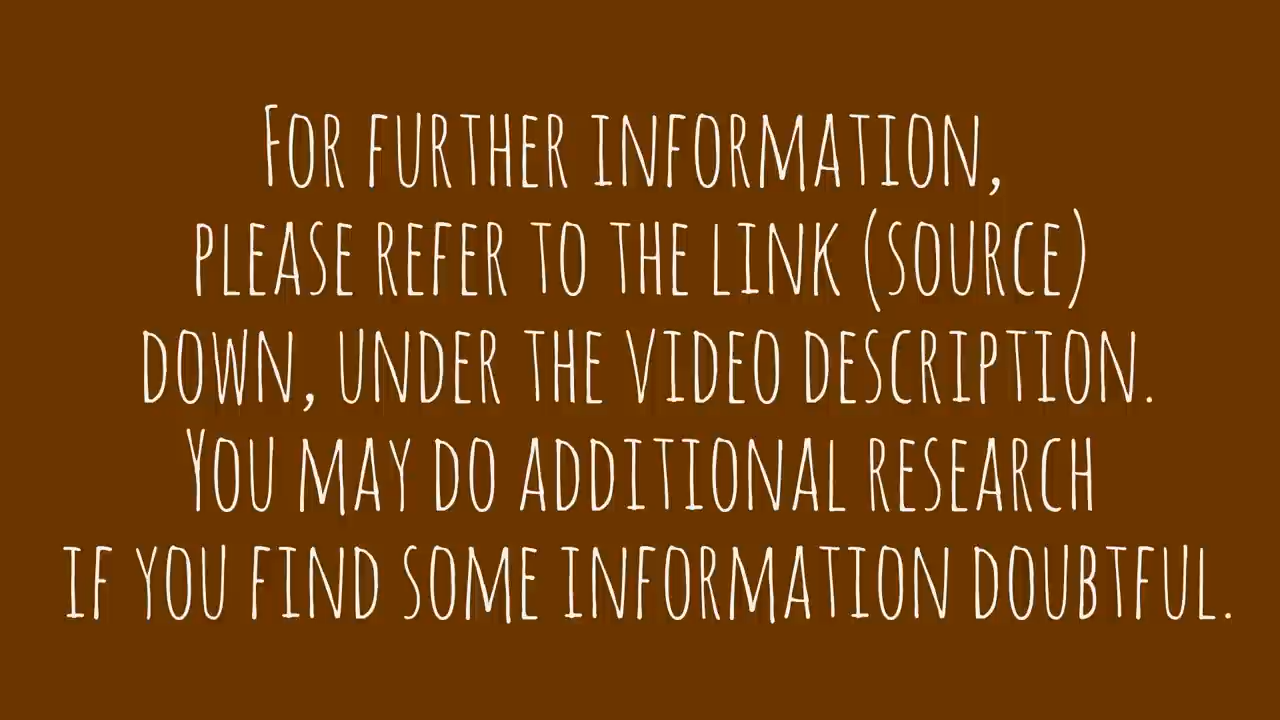 For further information,
please refer to the link (source)
down, under the video description.
You may do additional research
if you find some information doubtful.